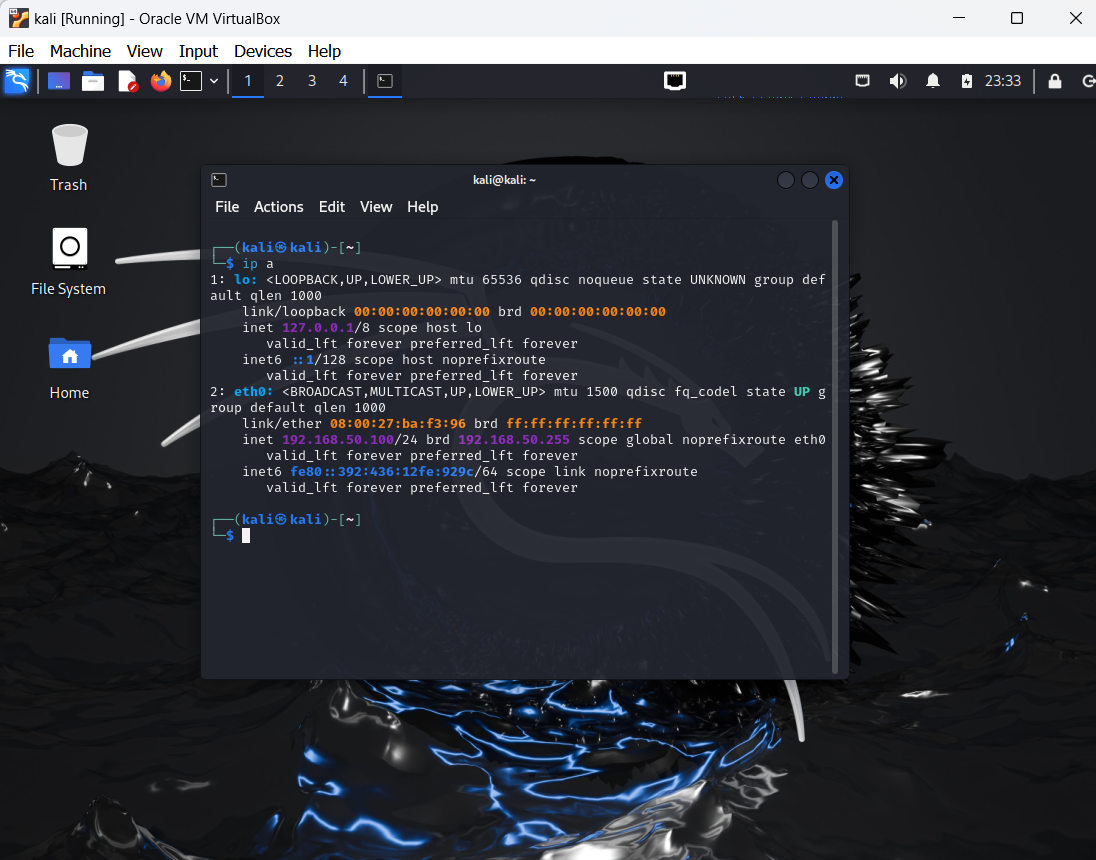 kali [Running] - Oracle VM VirtualBox
File Machine View Input Devices Help
1 2 3 4 23:33
Trash
File System
Home
kali@kali: ~
File Actions Edit View Help
┌──(kali㉿kali)-[~]
└─$ ip a
1: lo: <LOOPBACK,UP,LOWER_UP> mtu 65536 qdisc noqueue state UNKNOWN group def
ault qlen 1000
link/loopback 00:00:00:00:00:00 brd 00:00:00:00:00:00
inet 127.0.0.1/8 scope host lo
valid_lft forever preferred_lft forever
inet6 ::1/128 scope host noprefixroute
valid_lft forever preferred_lft forever
2: eth0: <BROADCAST,MULTICAST,UP,LOWER_UP> mtu 1500 qdisc fq_codel state UP g
roup default qlen 1000
link/ether 08:00:27:ba:f3:96 brd ff:ff:ff:ff:ff:ff
inet 192.168.50.100/24 brd 192.168.50.255 scope global noprefixroute eth0
valid_lft forever preferred_lft forever
inet6 fe80::392:436:12fe:929c/64 scope link noprefixroute
valid_lft forever preferred_lft forever
┌──(kali㉿kali)-[~]
└─$